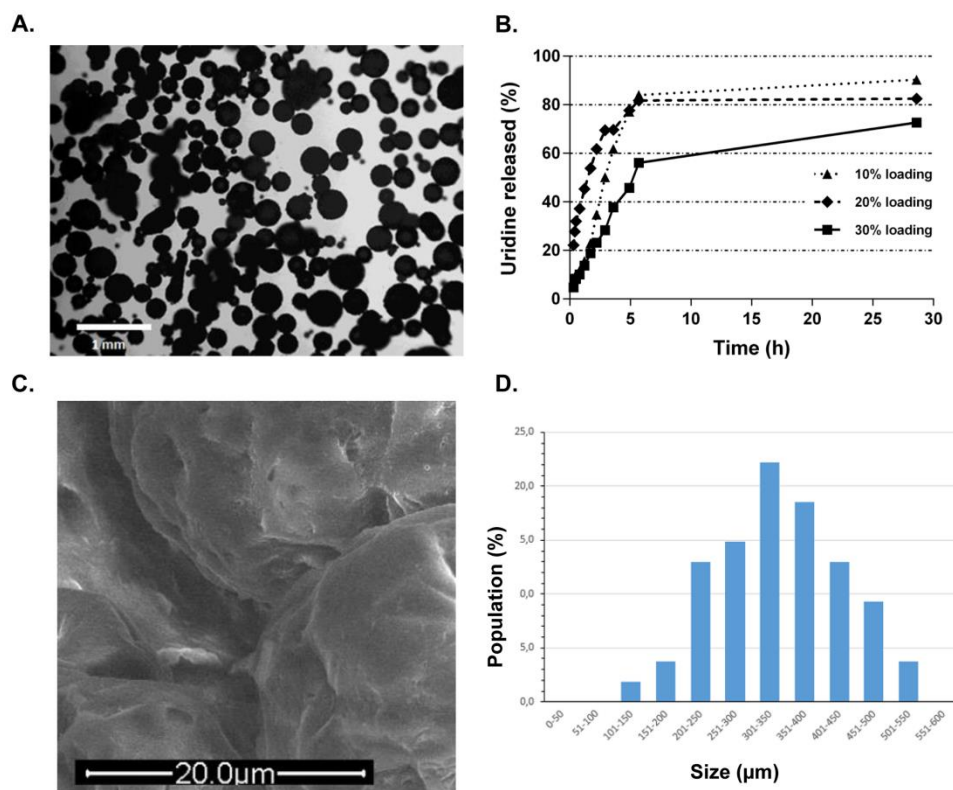 A.
1 mm
B.
Uridine released (%)
100
80
60
40
20
0
10% loading
20% loading
30% loading
0 5 10 15 20 25 30
Time (h)
C.
20.0µm
D.
Population (%)
25,0
20,0
5,0
0,0
5,0
0,0
0-50 51-100 101-150 151-200 201-250 251-300 301-350 351-400 401-450 451-500 501-550 551-600
Size (µm)